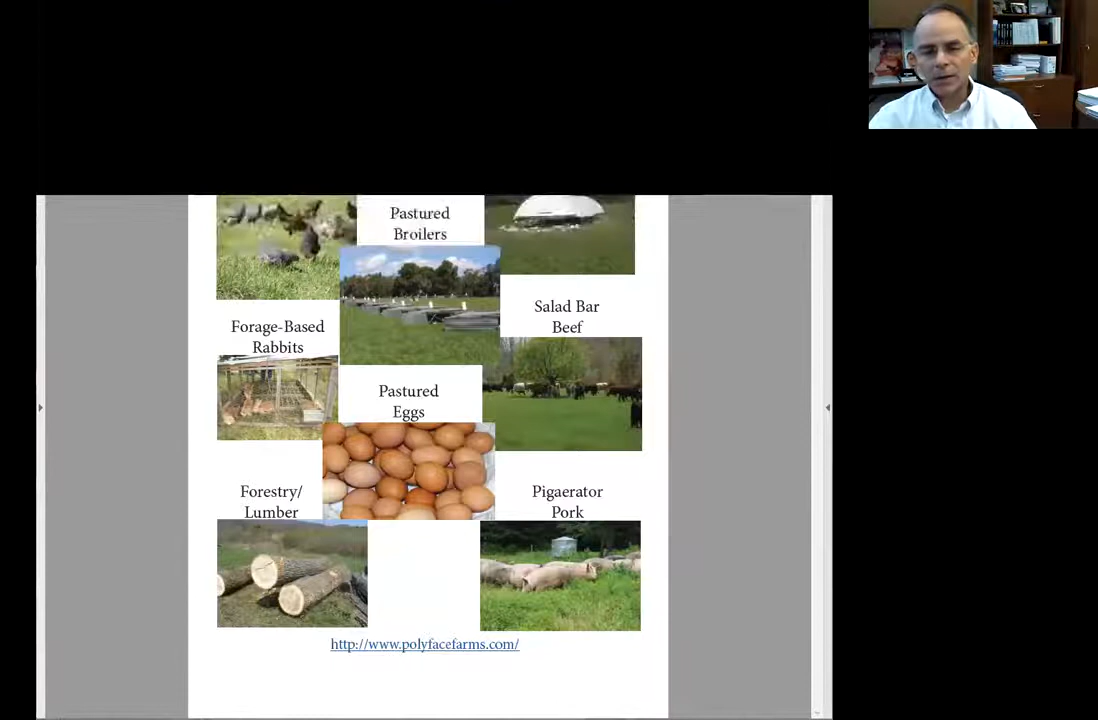 Pastured
Broilers
Salad Bar
Beef
Forage-Based
Rabbits
Pastured
Eggs
Forestry/
Lumber
Pigaerator
Pork
http://www.polyfacefarms.com/